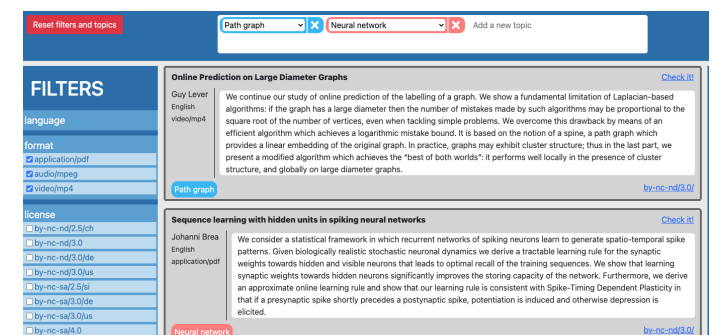 Reset filters and topics
Path graph
Neural network
Add a new topic
FILTERS
language
format
application/pdf
audio/mpeg
video/mp4
license
by-nc-nd/2.5/ch
by-nc-nd/3.0
by-nc-nd/3.0/de
by-nc-nd/3.0/us
by-nc-sa/2.5/si
by-nc-sa/3.0/de
by-nc-sa/3.0/us
by-nc-sa/4.0
Online Prediction on Large Diameter Graphs
Check it!
Guy Lever
English
video/mp4
We continue our study of online prediction of the labelling of a graph. We show a fundamental limitation of Laplacian-based
algorithms: if the graph has a large diameter then the number of mistakes made by such algorithms may be proportional to the
square root of the number of vertices, even when tackling simple problems. We overcome this drawback by means of an
efficient algorithm which achieves a logarithmic mistake bound. It is based on the notion of a spine, a path graph which
provides a linear embedding of the original graph. In practice, graphs may exhibit cluster structure; thus in the last part, we
present a modified algorithm which achieves the “best of both worlds”: it performs well locally in the presence of cluster
structure, and globally on large diameter graphs.
Path graph
by-nc-nd/3.0/
Sequence learning with hidden units in spiking neural networks
Check it!
Johanni Brea
English
application/pdf
We consider a statistical framework in which recurrent networks of spiking neurons learn to generate spatio-temporal spike
patterns. Given biologically realistic stochastic neuronal dynamics we derive a tractable learning rule for the synaptic
weights towards hidden and visible neurons that leads to optimal recall of the training sequences. We show that learning
synaptic weights towards hidden neurons significantly improves the storing capacity of the network. Furthermore, we derive
an approximate online learning rule and show that our learning rule is consistent with Spike-Timing Dependent Plasticity in
that if a presynaptic spike shortly precedes a postynaptic spike, potentiation is induced and otherwise depression is
elicited.
Neural network
by-nc-nd/3.0/